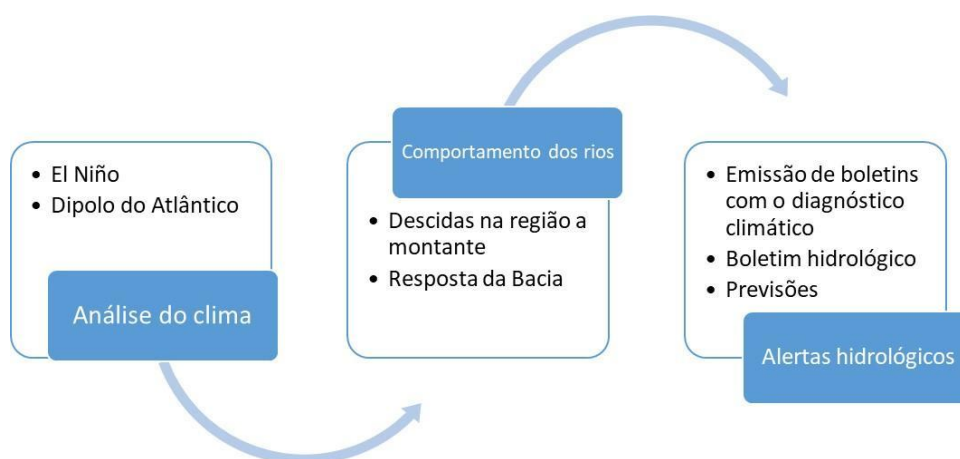 • El Niño
• Dipolo do Atlântico
Análise do clima
Comportamento dos rios
• Descidas na região a
montante
• Resposta da Bacia
• Emissão de boletins
com o diagnóstico
climático
• Boletim hidrológico
• Previsões
Alertas hidrológicos